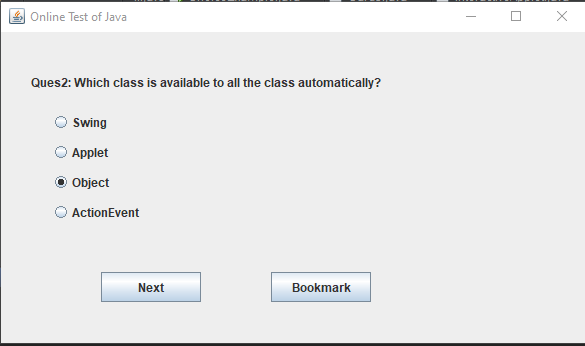 Online Test of Java
Ques2: Which class is available to all the class automatically?
Swing
Applet
Object
ActionEvent
Next Bookmark